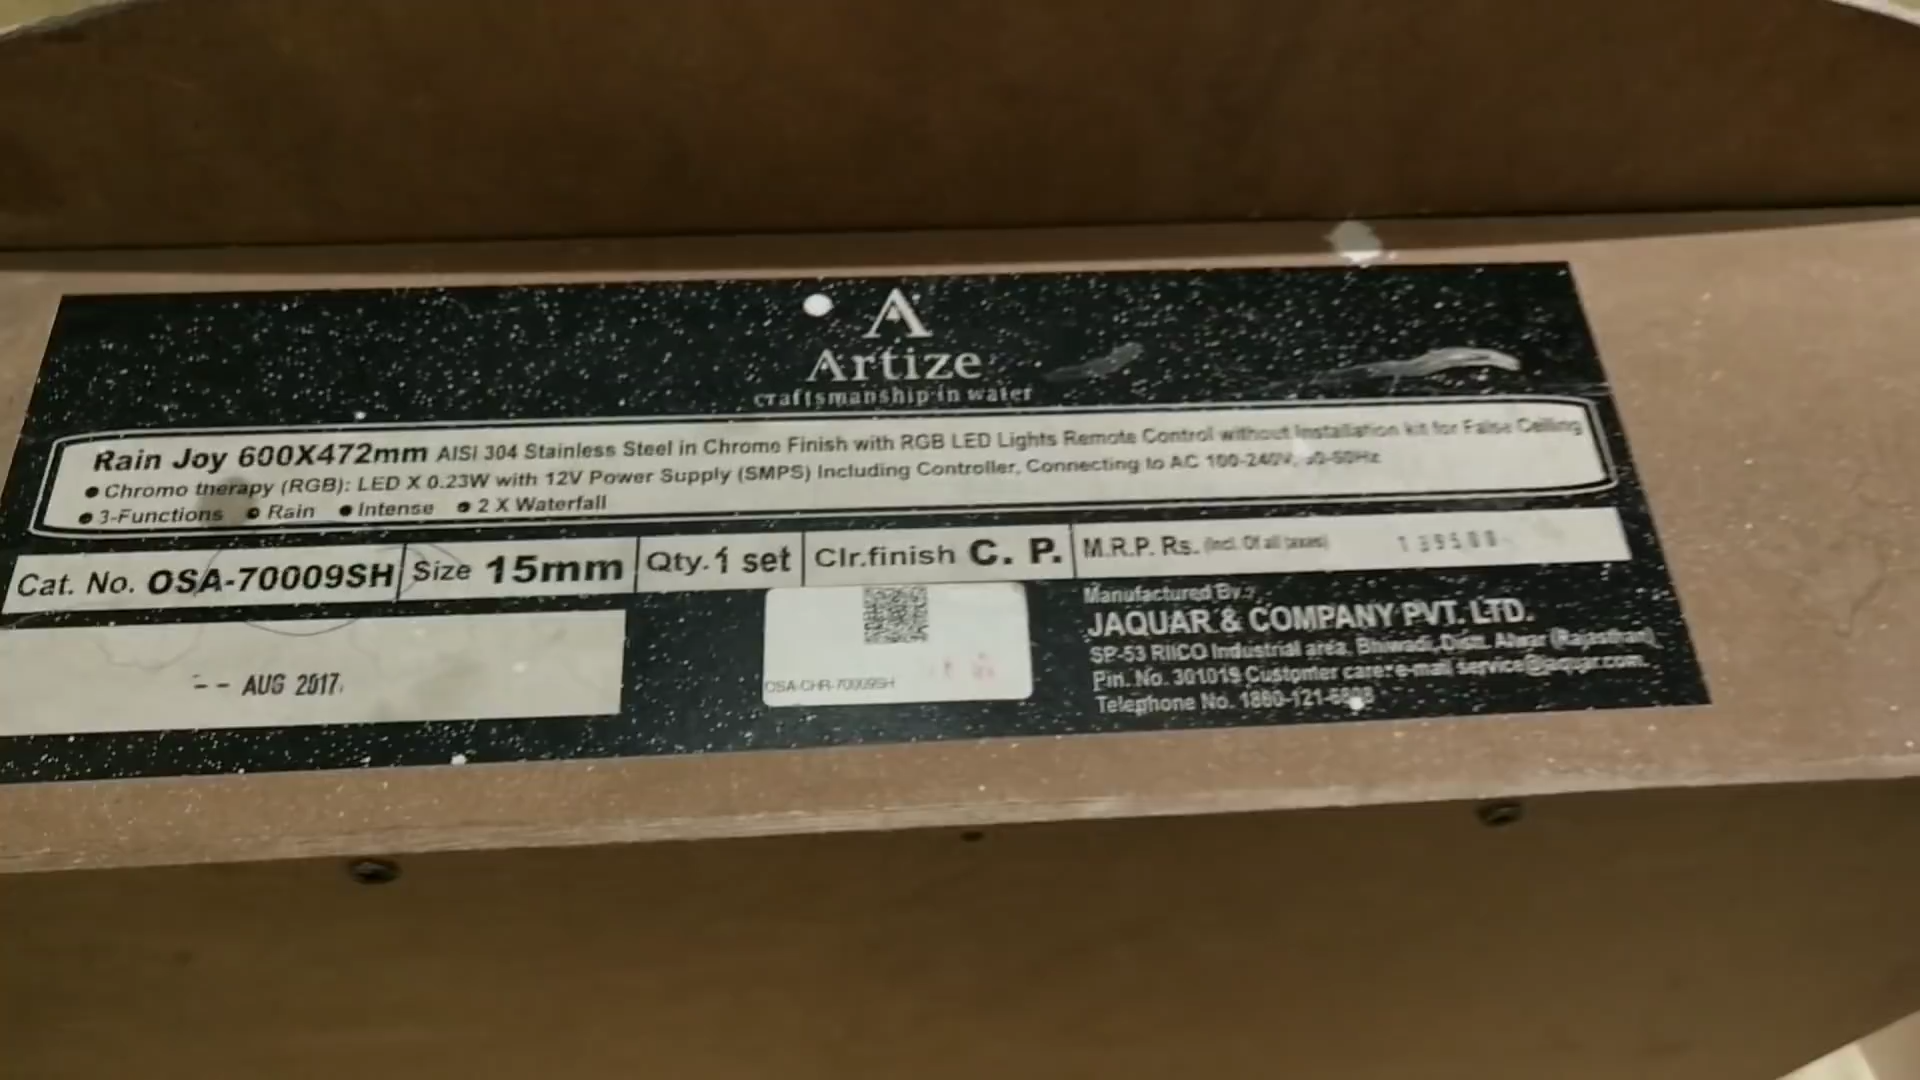 A
Artize
craftsmanship in water
Rain Joy 600X472mm AISI 304 Stainless Steel in Chrome Finish with RGB LED Lights Remote Control without Installation kit for False Ceiling
● Chromo therapy (RGB): LED X 0.23W with 12V Power Supply (SMPS) Including Controller, Connecting to AC 100-240V,
● 3-Functions ● Rain ● Intense ● 2 X Waterfall
Cat. No. OSA-70009SH Size 15mm Qty.1 set Clr.finish C. P. M.R.P. Rs. (Incl. Of all taxes) 139500
-- AUG 2017
OSA-CHR-70009SH
Manufactured By :
JAQUAR & COMPANY PVT. LTD.
SP-53 RIICO Industrial area, Bhiwadi, Distt. Alwar (Rajasthan)
Pin. No. 301019 Customer care: e-mail service@jaquar.com
Telephone No. 1860-121-